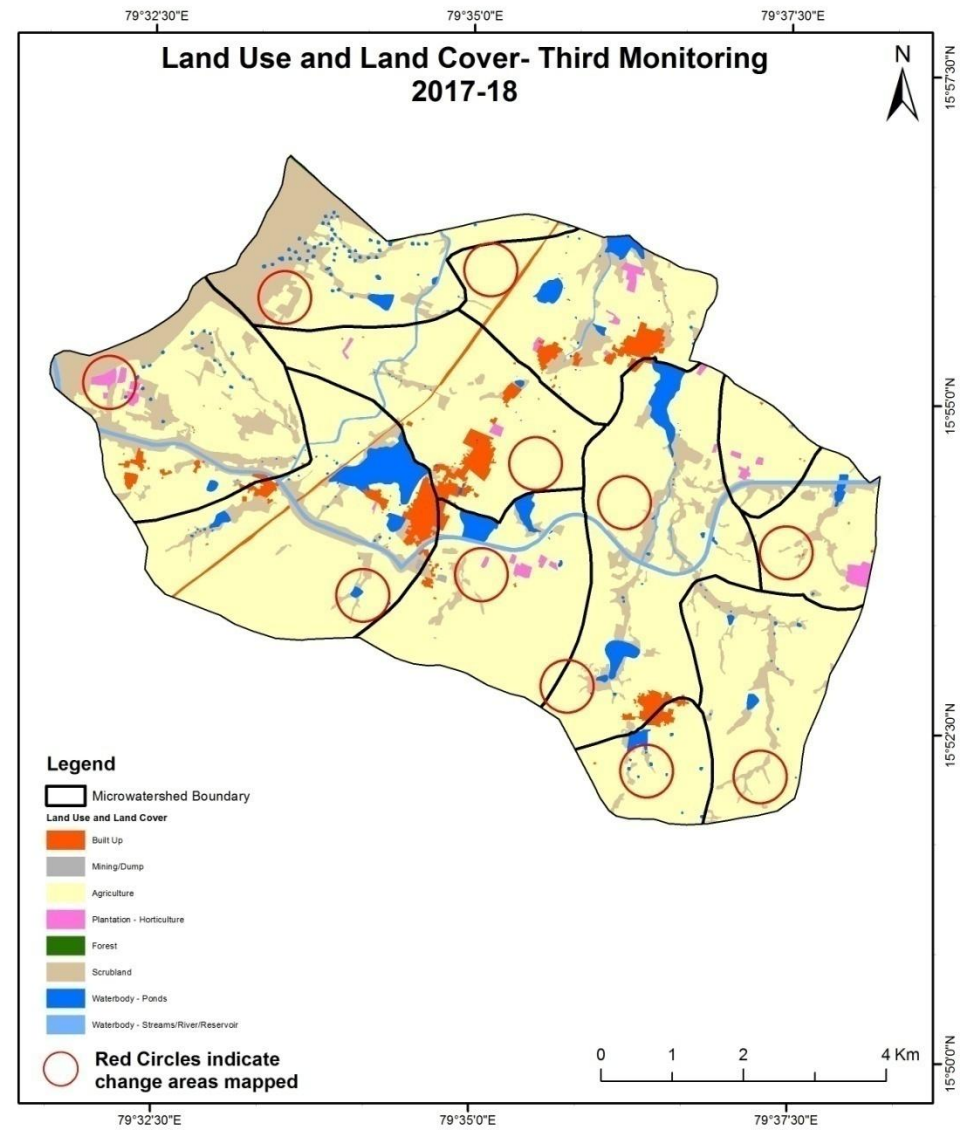 79°32'30"E 79°35'0"E 79°37'30"E
Land Use and Land Cover- Third Monitoring
2017-18
N
15°57'30"N
15°55'0"N
15°52'30"N
15°50'0"N
Legend
Microwatershed Boundary
Land Use and Land Cover
Built Up
Mining/Dump
Agriculture
Plantation - Horticulture
Forest
Scrubland
Waterbody - Ponds
Waterbody - Streams/River/Reservoir
Red Circles indicate
change areas mapped
0 1 2 4 Km
79°32'30"E 79°35'0"E 79°37'30"E